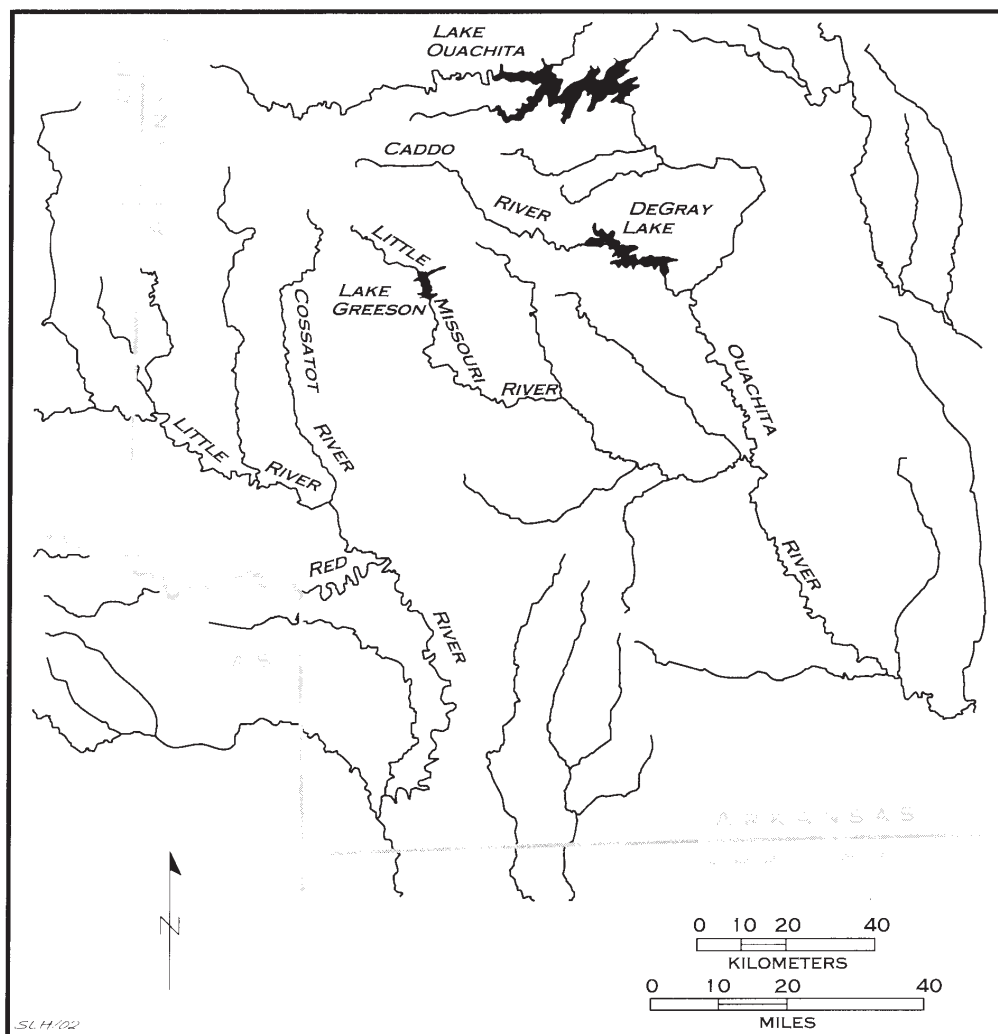 LAKE
OUACHITA
CADDO
RIVER
DEGRAY
LAKE
LITTLE
MISSOURI
RIVER
LAKE
GREESON
COSSATOT
RIVER
OUACHITA
RIVER
LITTLE
RIVER
RED
RIVER
ARKANSAS
N
0 10 20 40
KILOMETERS
0 10 20 40
MILES
SLH/02